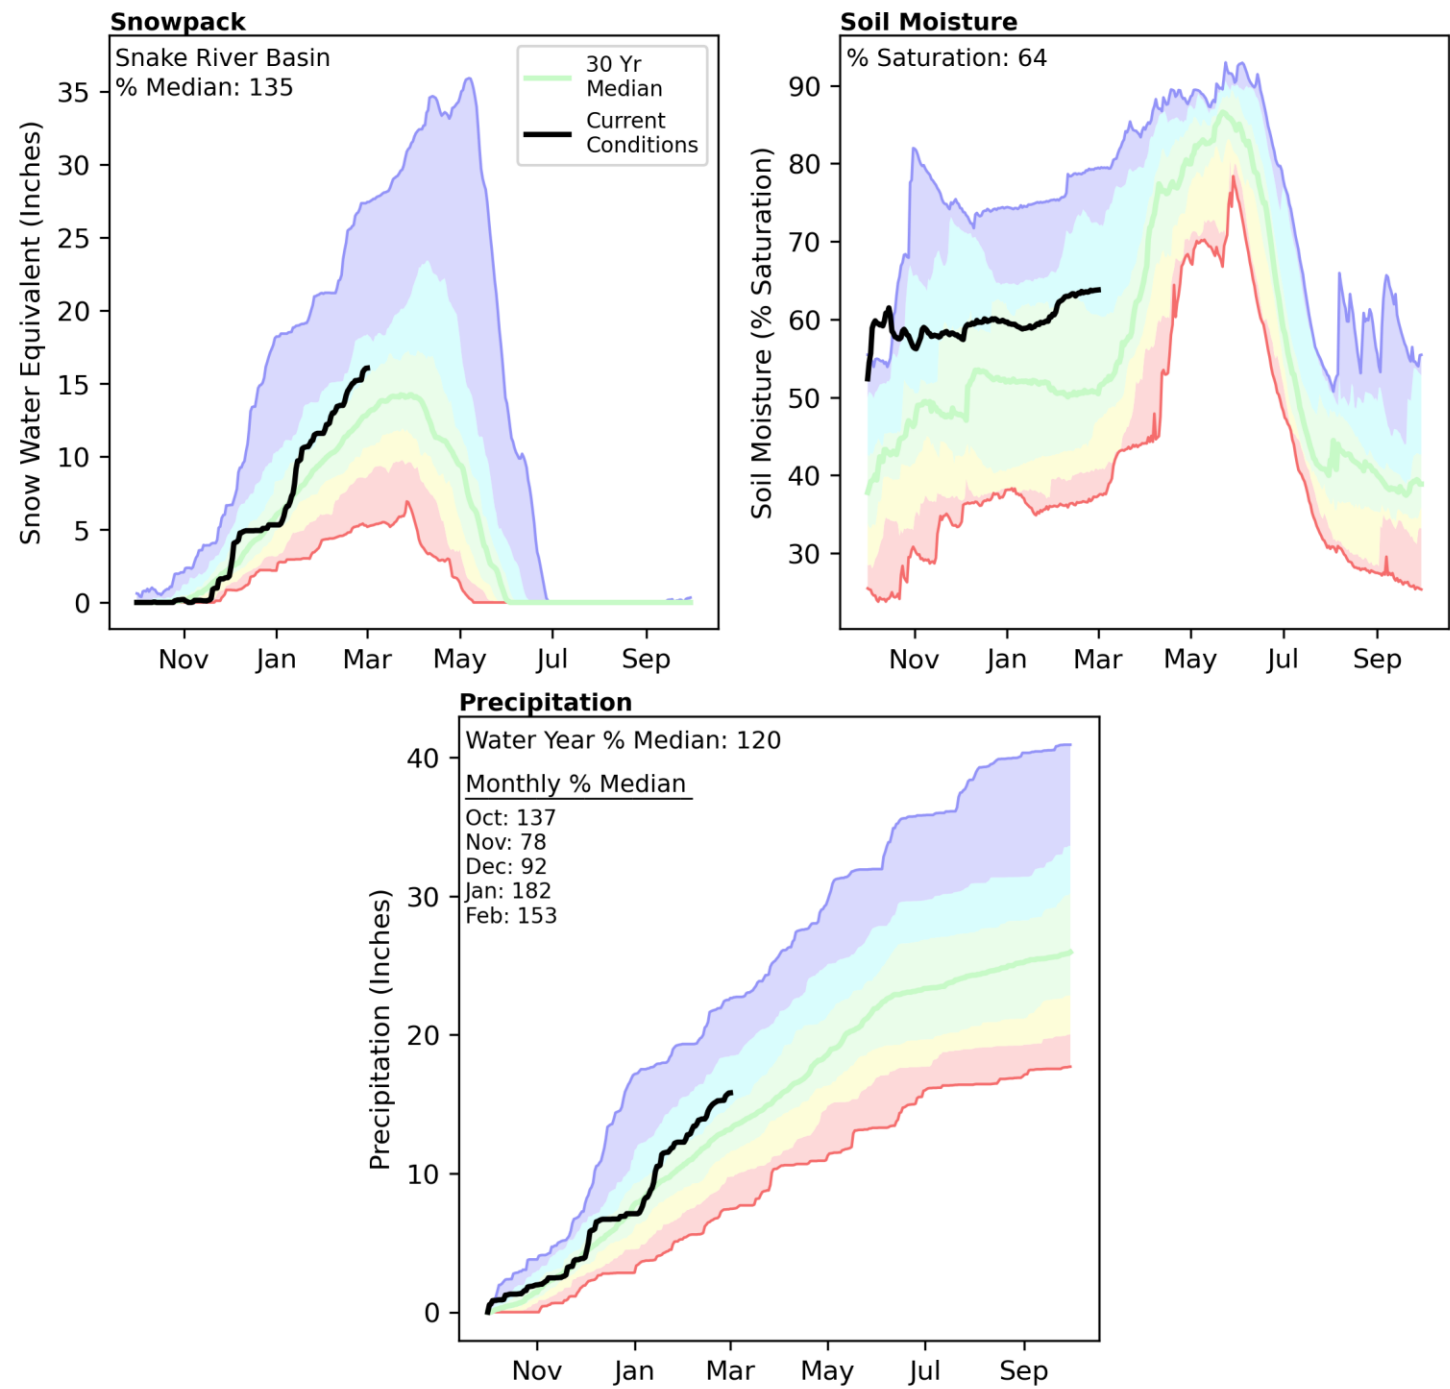 Snowpack
Snake River Basin
% Median: 135
30 Yr
Median
Current
Conditions
Snow Water Equivalent (Inches)
35
30
25
20
15
10
5
0
Nov Jan Mar May Jul Sep
Soil Moisture
% Saturation: 64
Soil Moisture (% Saturation)
90
80
70
60
50
40
30
Nov Jan Mar May Jul Sep
Precipitation
Water Year % Median: 120
Monthly % Median
Oct: 137
Nov: 78
Dec: 92
Jan: 182
Feb: 153
Precipitation (Inches)
40
30
20
10
0
Nov Jan Mar May Jul Sep